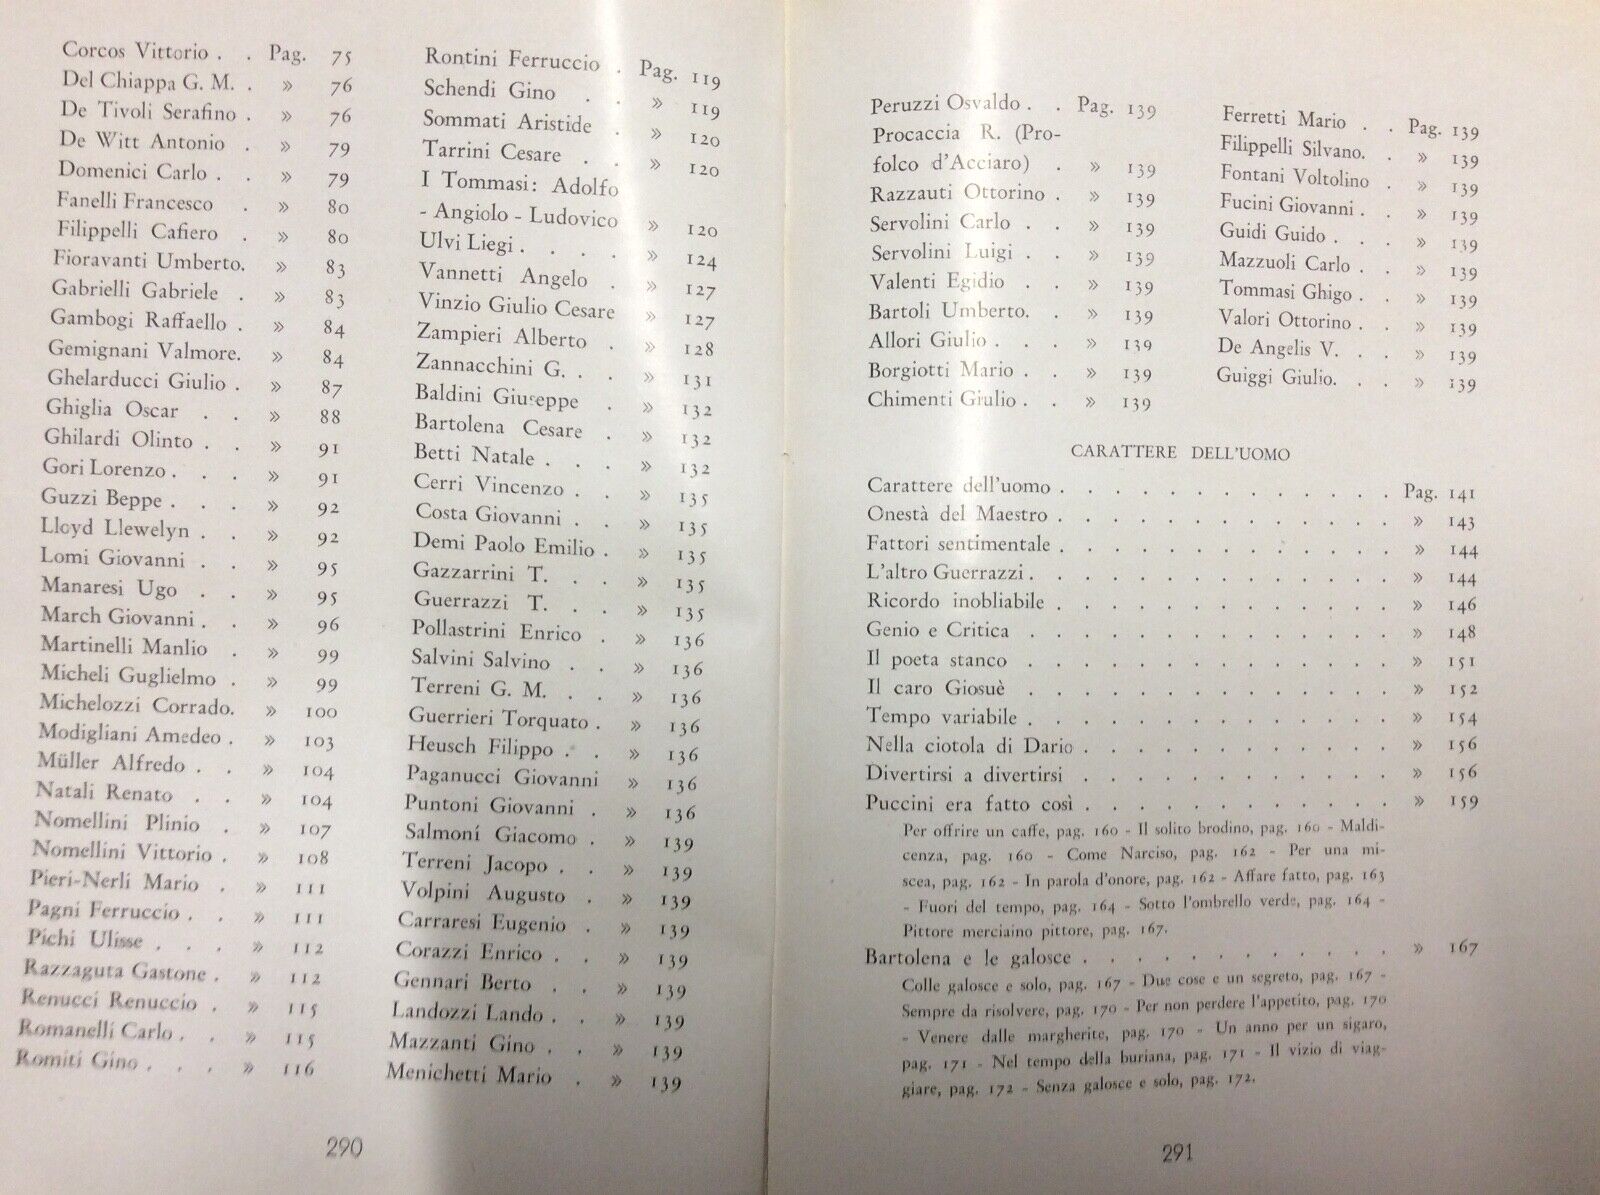 Corcos Vittorio . . Pag. 75
Del Chiappa G. M. . » 76
De Tivoli Serafino . » 76
De Witt Antonio . » 79
Domenici Carlo . . » 79
Fanelli Francesco . » 80
Filippelli Cafiero . » 80
Fioravanti Umberto. » 83
Gabrielli Gabriele . » 83
Gambogi Raffaello . » 84
Gemignani Valmore. » 84
Ghelarducci Giulio . » 87
Ghiglia Oscar . . » 88
Ghilardi Olinto . . » 91
Gori Lorenzo . . . » 91
Guzzi Beppe . . . » 92
Lloyd Llewelyn . . » 92
Lomi Giovanni . . » 95
Manaresi Ugo . . » 95
March Giovanni . . » 96
Martinelli Manlio . » 99
Micheli Guglielmo . » 99
Michelozzi Corrado. » 100
Modigliani Amedeo . » 103
Müller Alfredo . . » 104
Natali Renato . . » 104
Nomellini Plinio . » 107
Nomellini Vittorio . » 108
Pieri-Nerli Mario . » 111
Pagni Ferruccio . . » 111
Pichi Ulisse . . . » 112
Razzaguta Gastone . » 112
Renucci Renuccio . » 115
Romanelli Carlo . . » 115
Romiti Gino . . . » 116
Rontini Ferruccio . Pag. 119
Schendi Gino . . » 119
Sommati Aristide . » 120
Tarrini Cesare . . » 120
I Tommasi: Adolfo
- Angiolo - Ludovico » 120
Ulvi Liegi . . . . » 124
Vannetti Angelo . » 127
Vinzio Giulio Cesare » 127
Zampieri Alberto . » 128
Zannacchini G. . . » 131
Baldini Giuseppe . » 132
Bartolena Cesare . » 132
Betti Natale . . . » 132
Cerri Vincenzo . . » 135
Costa Giovanni . . » 135
Demi Paolo Emilio . » 135
Gazzarrini T. . . » 135
Guerrazzi T. . . » 135
Pollastrini Enrico . » 136
Salvini Salvino . . » 136
Terreni G. M. . . » 136
Guerrieri Torquato . » 136
Heusch Filippo . . » 136
Paganucci Giovanni » 136
Puntoni Giovanni . » 136
Salmoní Giacomo . » 139
Terreni Jacopo . . » 139
Volpini Augusto . » 139
Carraresi Eugenio . » 139
Corazzi Enrico . . » 139
Gennari Berto . . » 139
Landozzi Lando . . » 139
Mazzanti Gino . . » 139
Menichetti Mario . » 139
290
Peruzzi Osvaldo . . Pag. 139
Procaccia R. (Pro-
folco d'Acciaro) . » 139
Razzauti Ottorino . » 139
Servolini Carlo . . » 139
Servolini Luigi . . » 139
Valenti Egidio . . » 139
Bartoli Umberto. . » 139
Allori Giulio . . . » 139
Borgiotti Mario . . » 139
Chimenti Giulio . . » 139
Ferretti Mario . . Pag. 139
Filippelli Silvano. . » 139
Fontani Voltolino . » 139
Fucini Giovanni . . » 139
Guidi Guido . . . » 139
Mazzuoli Carlo . . » 139
Tommasi Ghigo . . » 139
Valori Ottorino . . » 139
De Angelis V. . . » 139
Guiggi Giulio. . . » 139
CARATTERE DELL'UOMO
Carattere dell'uomo . . . . . . . . . . . . . Pag. 141
Onestà del Maestro . . . . . . . . . . . . . » 143
Fattori sentimentale . . . . . . . . . . . . . » 144
L'altro Guerrazzi . . . . . . . . . . . . . . » 144
Ricordo inobliabile . . . . . . . . . . . . . » 146
Genio e Critica . . . . . . . . . . . . . . » 148
Il poeta stanco . . . . . . . . . . . . . . » 151
Il caro Giosuè . . . . . . . . . . . . . . » 152
Tempo variabile . . . . . . . . . . . . . . » 154
Nella ciotola di Dario . . . . . . . . . . . . » 156
Divertirsi a divertirsi . . . . . . . . . . . . » 156
Puccini era fatto così . . . . . . . . . . . . » 159
Per offrire un caffe, pag. 160 - Il solito brodino, pag. 160 - Maldi-
cenza, pag. 160 - Come Narciso, pag. 162 - Per una mi-
scea, pag. 162 - In parola d'onore, pag. 162 - Affare fatto, pag. 163
- Fuori del tempo, pag. 164 - Sotto l'ombrello verde, pag. 164 -
Pittore merciaino pittore, pag. 167.
Bartolena e le galosce . . . . . . . . . . . . » 167
Colle galosce e solo, pag. 167 - Due cose e un segreto, pag. 167 -
Sempre da risolvere, pag. 170 - Per non perdere l'appetito, pag. 170
- Venere dalle margherite, pag. 170 - Un anno per un sigaro,
pag. 171 - Nel tempo della buriana, pag. 171 - Il vizio di viag-
giare, pag. 172 - Senza galosce e solo, pag. 172.
291